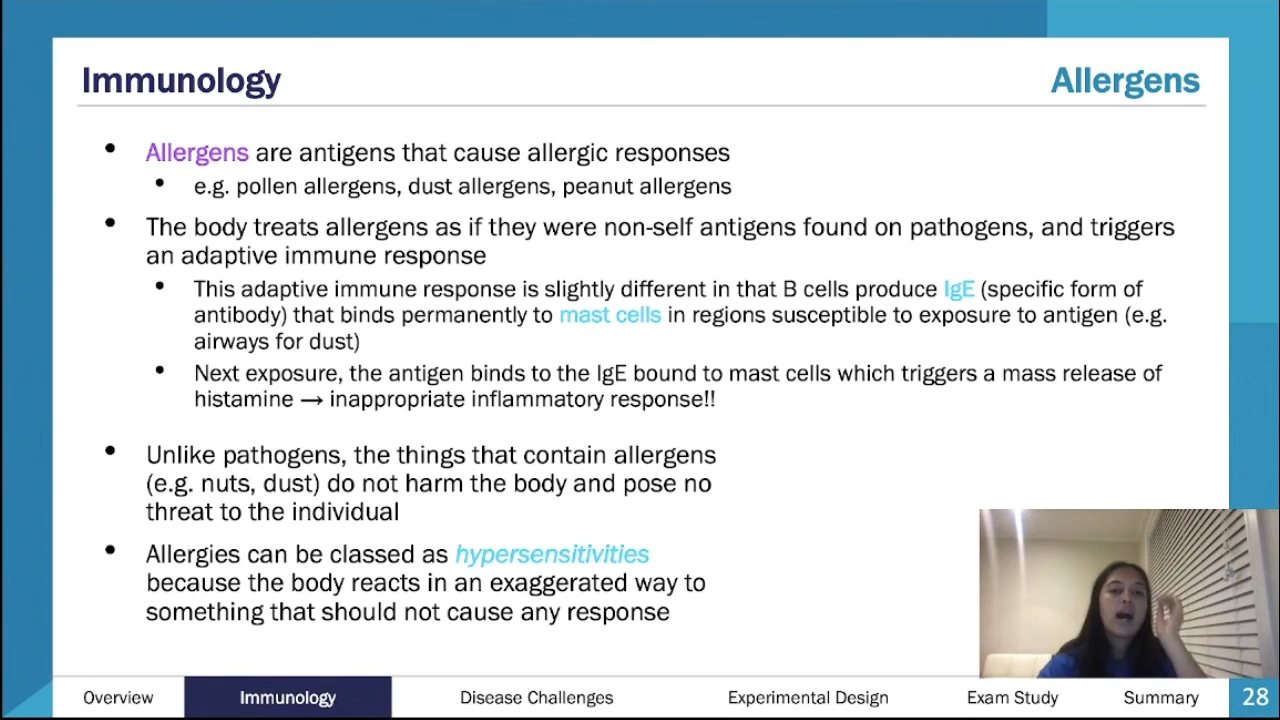 Immunology
Allergens
• Allergens are antigens that cause allergic responses
• e.g. pollen allergens, dust allergens, peanut allergens
• The body treats allergens as if they were non-self antigens found on pathogens, and triggers
an adaptive immune response
• This adaptive immune response is slightly different in that B cells produce IgE (specific form of
antibody) that binds permanently to mast cells in regions susceptible to exposure to antigen (e.g.
airways for dust)
• Next exposure, the antigen binds to the IgE bound to mast cells which triggers a mass release of
histamine → inappropriate inflammatory response!!
• Unlike pathogens, the things that contain allergens
(e.g. nuts, dust) do not harm the body and pose no
threat to the individual
• Allergies can be classed as hypersensitivities
because the body reacts in an exaggerated way to
something that should not cause any response
Overview
Immunology
Disease Challenges
Experimental Design
Exam Study
Summary
28